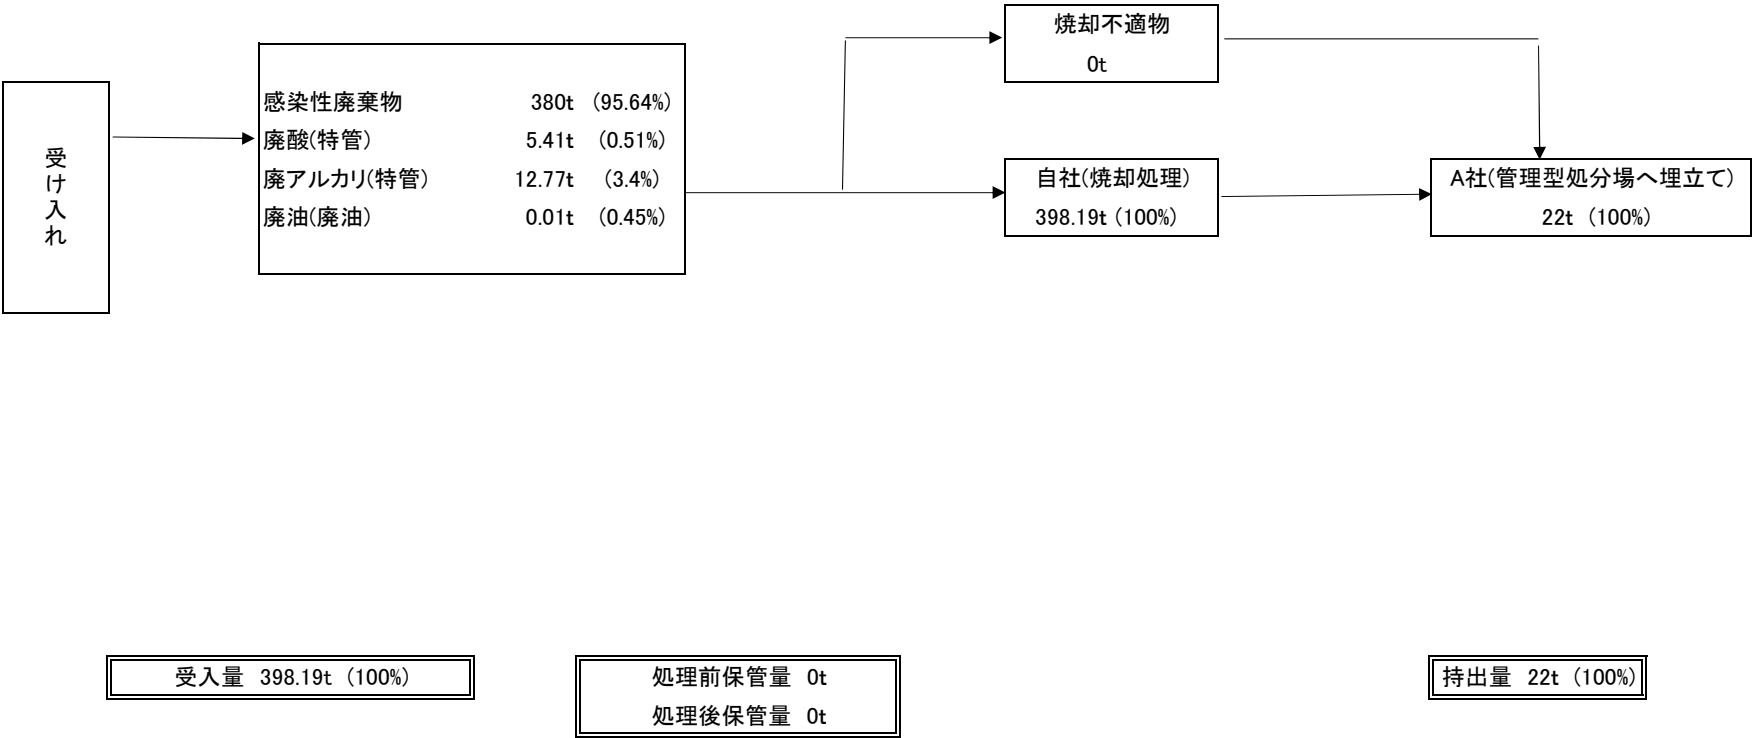 受け入れ
感染性廃棄物 380t (95.64%)
廃酸(特管) 5.41t (0.51%)
廃アルカリ(特管) 12.77t (3.4%)
廃油(廃油) 0.01t (0.45%)
焼却不適物
0t
自社(焼却処理)
398.19t (100%)
A社(管理型処分場へ埋立て)
22t (100%)
受入量 398.19t (100%)
処理前保管量 0t
処理後保管量 0t
持出量 22t (100%)